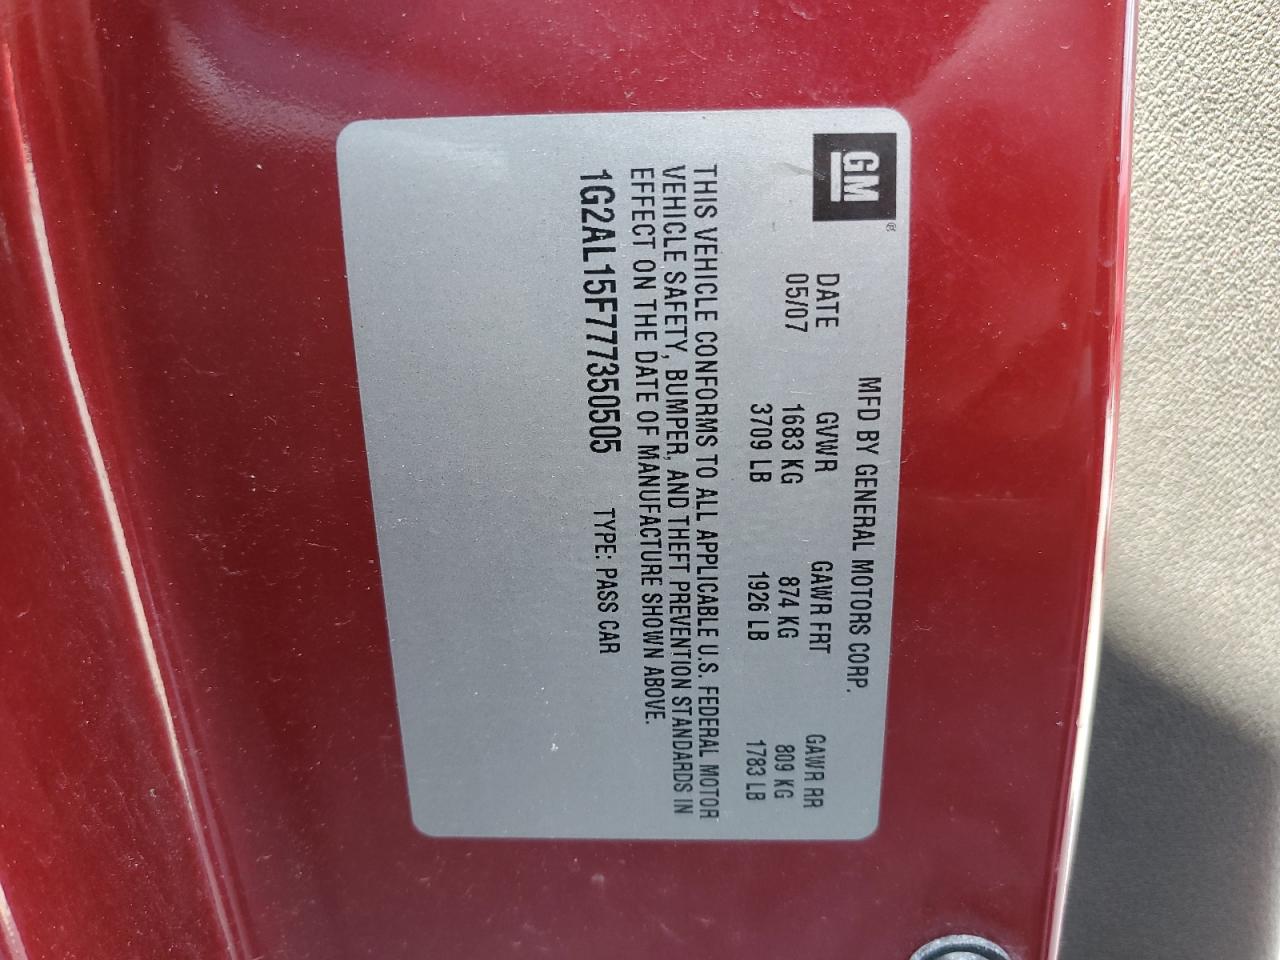 GM®
MFD BY GENERAL MOTORS CORP.
DATE GVWR GAWR FRT GAWR RR
05/07 1683 KG 874 KG 809 KG
3709 LB 1926 LB 1783 LB
THIS VEHICLE CONFORMS TO ALL APPLICABLE U.S. FEDERAL MOTOR
VEHICLE SAFETY, BUMPER, AND THEFT PREVENTION STANDARDS IN
EFFECT ON THE DATE OF MANUFACTURE SHOWN ABOVE.
1G2AL15F777350505 TYPE: PASS CAR